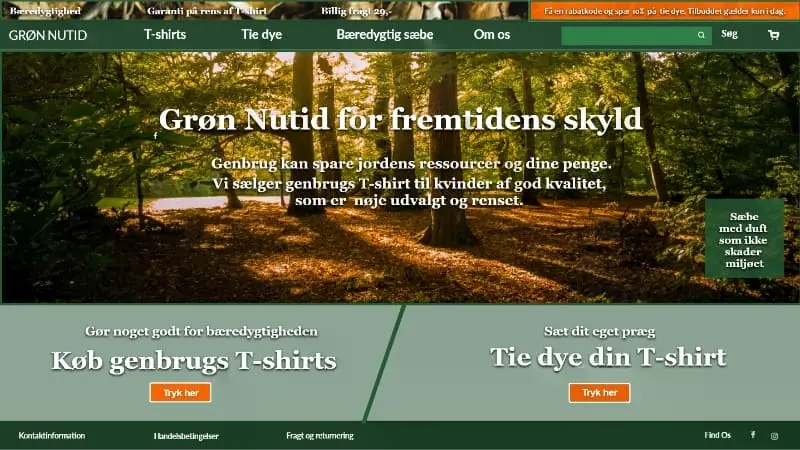 Bæredygtighed
Garanti på rens af T-shirt
Billig fragt 29,-
Få en rabatkode og spar 10% på tie dye. Tilbuddet gælder kun i dag.
GRØN NUTID
T-shirts
Tie dye
Bæredygtig sæbe
Om os
Søg
Grøn Nutid for fremtidens skyld
Genbrug kan spare jordens ressourcer og dine penge.
Vi sælger genbrugs T-shirt til kvinder af god kvalitet,
som er nøje udvalgt og renset.
Sæbe
med duft
som ikke
skader
miljøet
Gør noget godt for bæredygtigheden
Køb genbrugs T-shirts
Tryk her
Sæt dit eget præg
Tie dye din T-shirt
Tryk her
Kontaktinformation
Handelsbetingelser
Fragt og returnering
Find Os